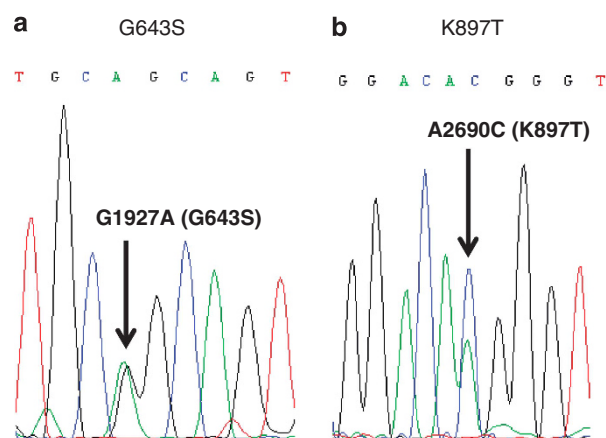 a G643S
T G C A G C A G T
G1927A (G643S)
b K897T
G G A C A C G G G T
A2690C (K897T)